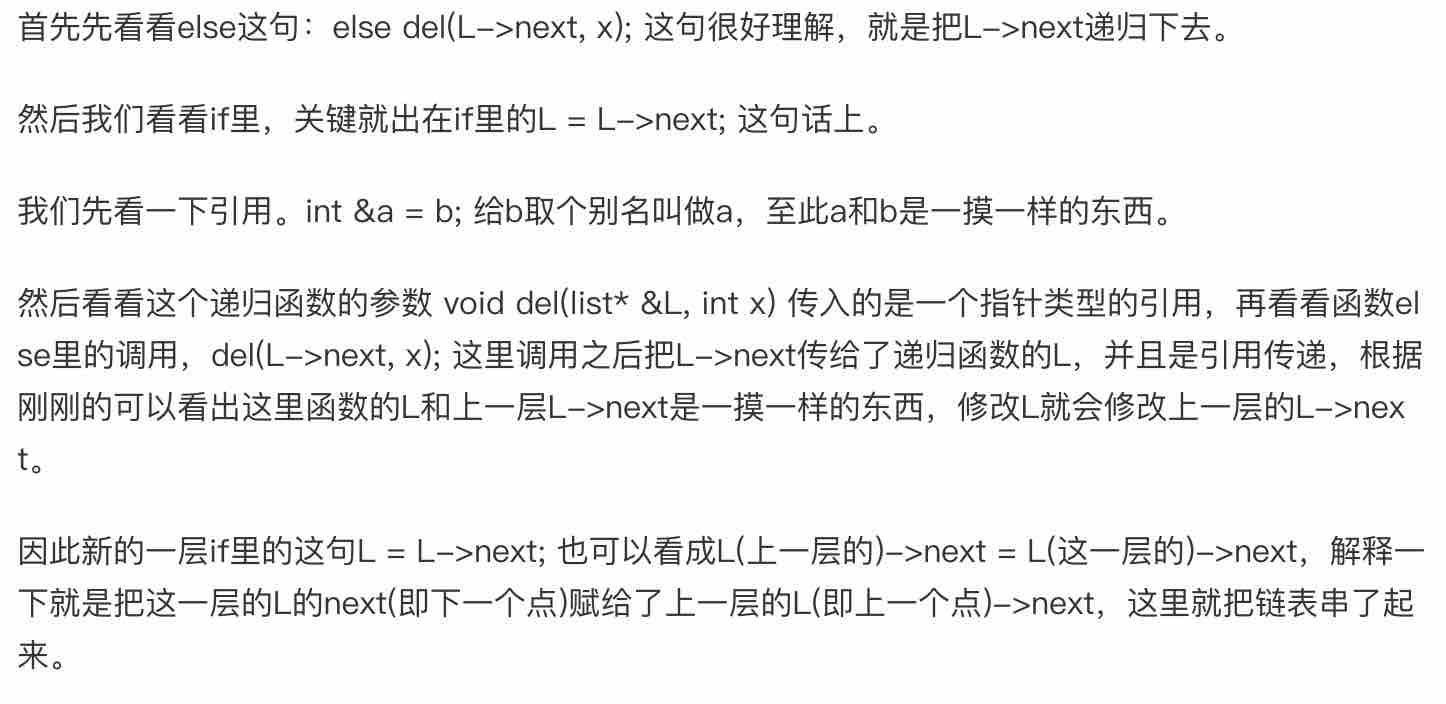 首先先看看else这句：else del(L->next, x); 这句很好理解，就是把L->next递归下去。
然后我们看看if里，关键就出在if里的L = L->next; 这句话上。
我们先看一下引用。int &a = b; 给b取个别名叫做a，至此a和b是一摸一样的东西。
然后看看这个递归函数的参数 void del(list* &L, int x) 传入的是一个指针类型的引用，再看看函数el
se里的调用，del(L->next, x); 这里调用之后把L->next传给了递归函数的L，并且是引用传递，根据
刚刚的可以看出这里函数的L和上一层L->next是一摸一样的东西，修改L就会修改上一层的L->nex
t。
因此新的一层if里的这句L = L->next; 也可以看成L(上一层的)->next = L(这一层的)->next，解释一
下就是把这一层的L的next(即下一个点)赋给了上一层的L(即上一个点)->next，这里就把链表串了起
来。